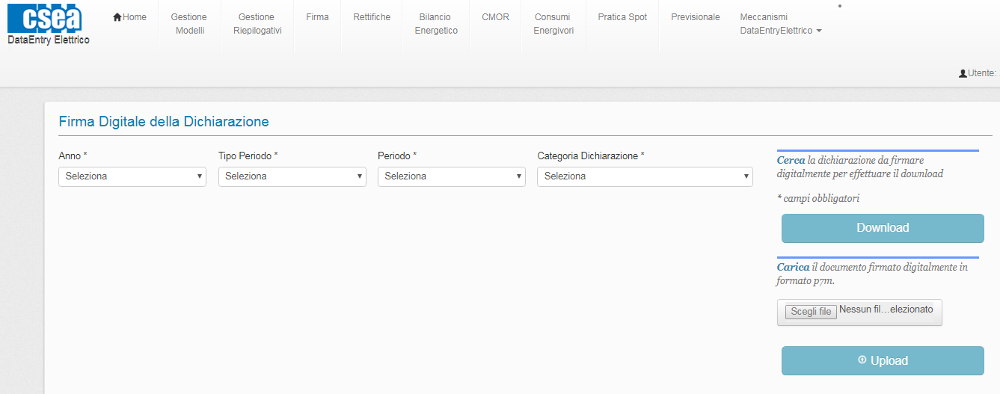 csea
DataEntry Elettrico
Home
Gestione
Modelli
Gestione
Riepilogativi
Firma
Rettifiche
Bilancio
Energetico
CMOR
Consumi
Energivori
Pratica Spot
Previsionale
Meccanismi
DataEntryElettrico
Utente:
Firma Digitale della Dichiarazione
Anno *
Tipo Periodo *
Periodo *
Categoria Dichiarazione *
Seleziona
Seleziona
Seleziona
Seleziona
Cerca la dichiarazione da firmare
digitalmente per effettuare il download
* campi obbligatori
Download
Carica il documento firmato digitalmente in
formato p7m.
Scegli file Nessun fil...elezionato
Upload